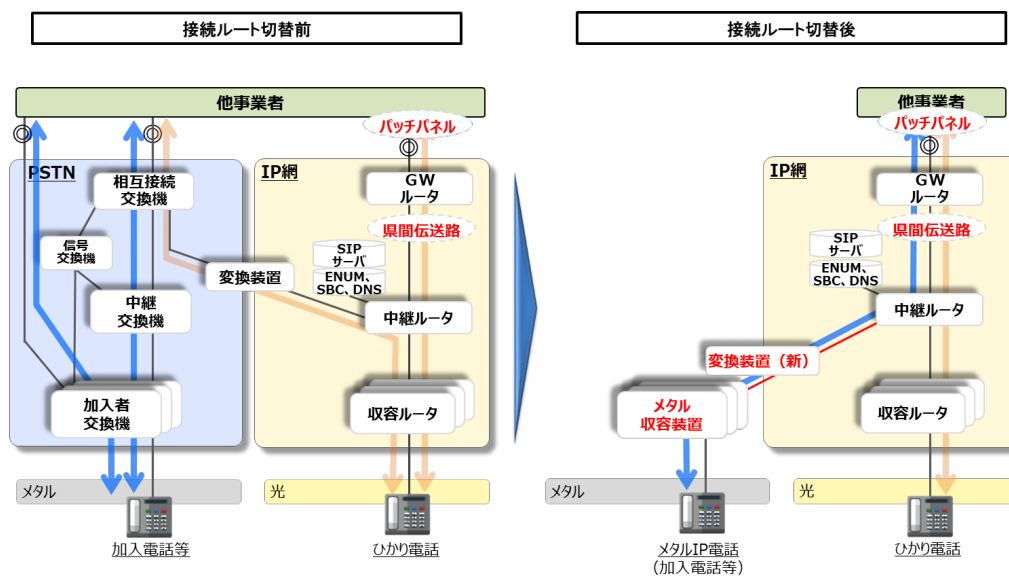 接続ルート切替前
他事業者
パッチパネル
PSTN
IP網
相互接続
交換機
GW
ルータ
信号
交換機
県間伝送路
SIP
サーバ
変換装置
ENUM、
SBC、DNS
中継
交換機
中継ルータ
加入者
交換機
収容ルータ
メタル
光
加入電話等
ひかり電話
接続ルート切替後
他事業者
パッチパネル
IP網
GW
ルータ
県間伝送路
SIP
サーバ
ENUM、
SBC、DNS
中継ルータ
変換装置（新）
メタル
収容装置
収容ルータ
メタル
光
メタルIP電話
(加入電話等)
ひかり電話